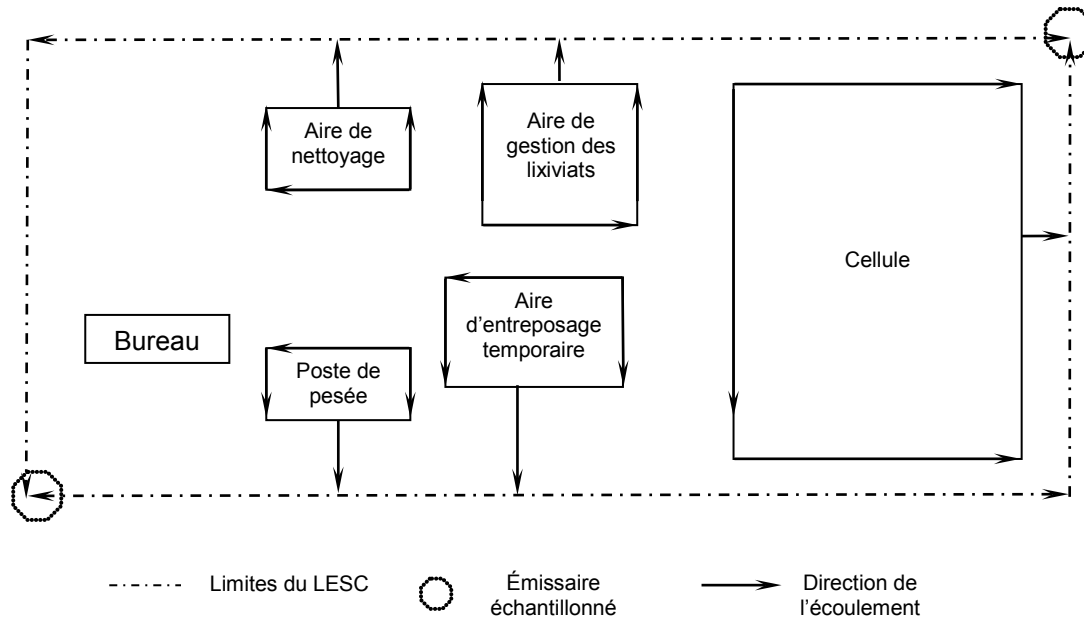 Aire de
nettoyage
Aire de
gestion des
lixiviats
Cellule
Aire
d'entreposage
temporaire
Bureau
Poste de
pesée
Limites du LESC
Émissaire
échantillonné
Direction de
l'écoulement